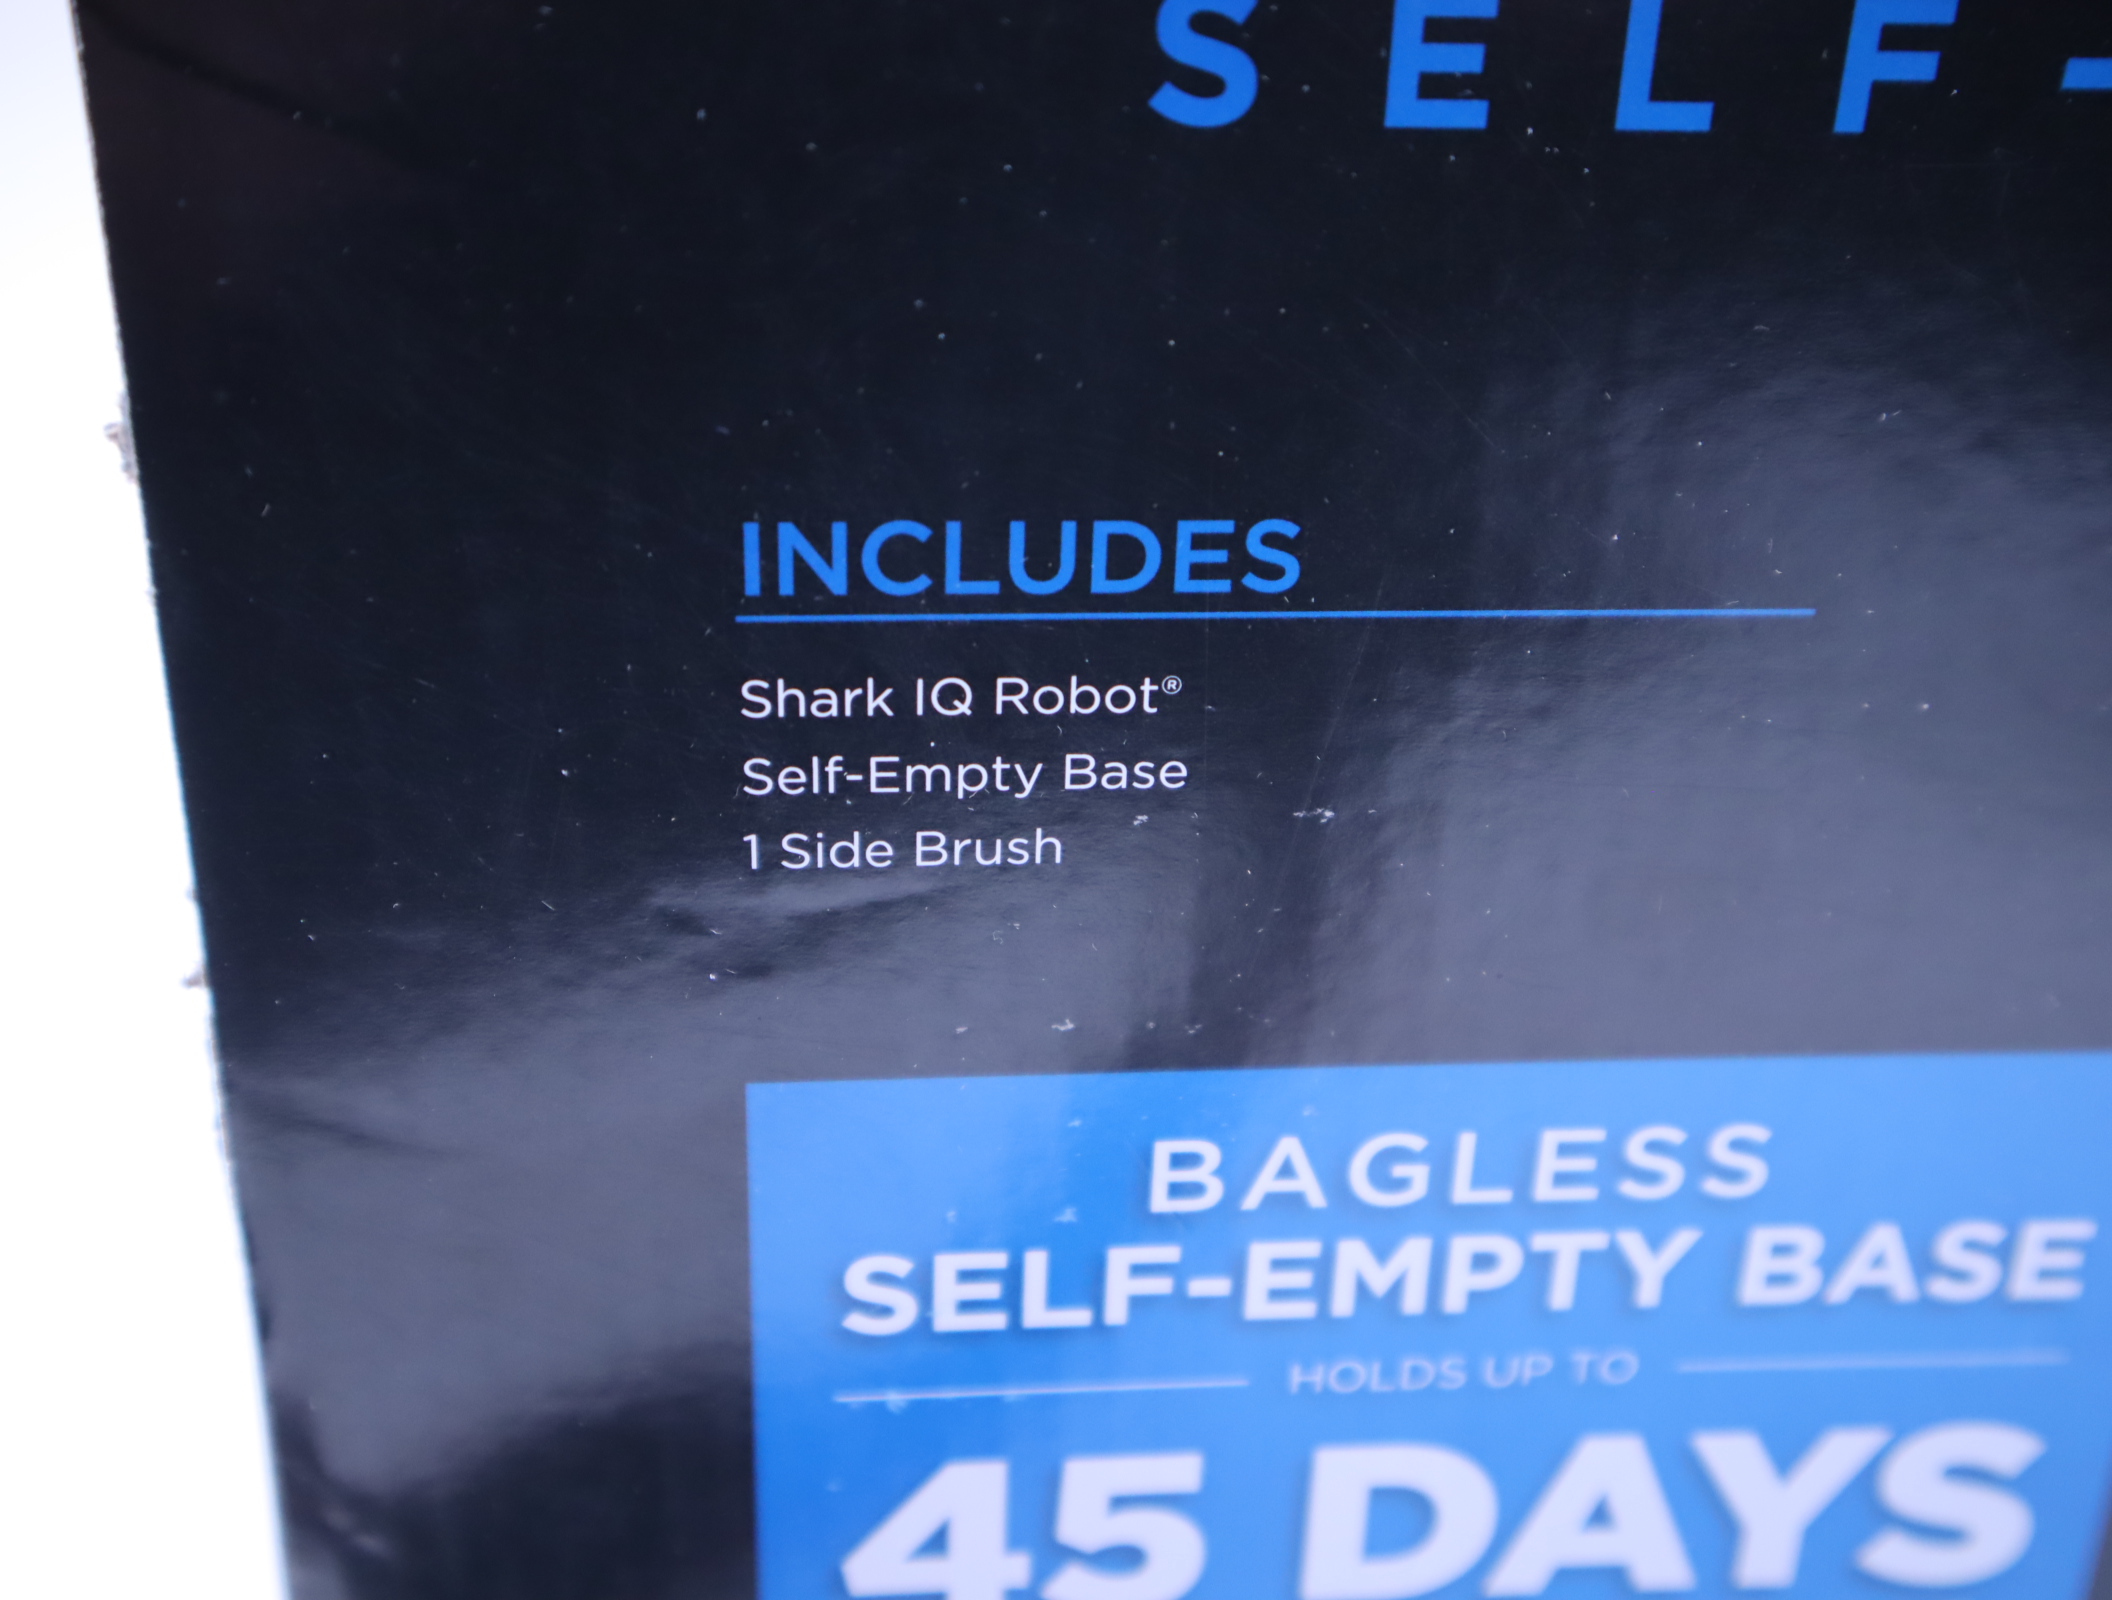 SELF-
INCLUDES
Shark IQ Robot®
Self-Empty Base
1 Side Brush
BAGLESS
SELF-EMPTY BASE
HOLDS UP TO
45 DAYS